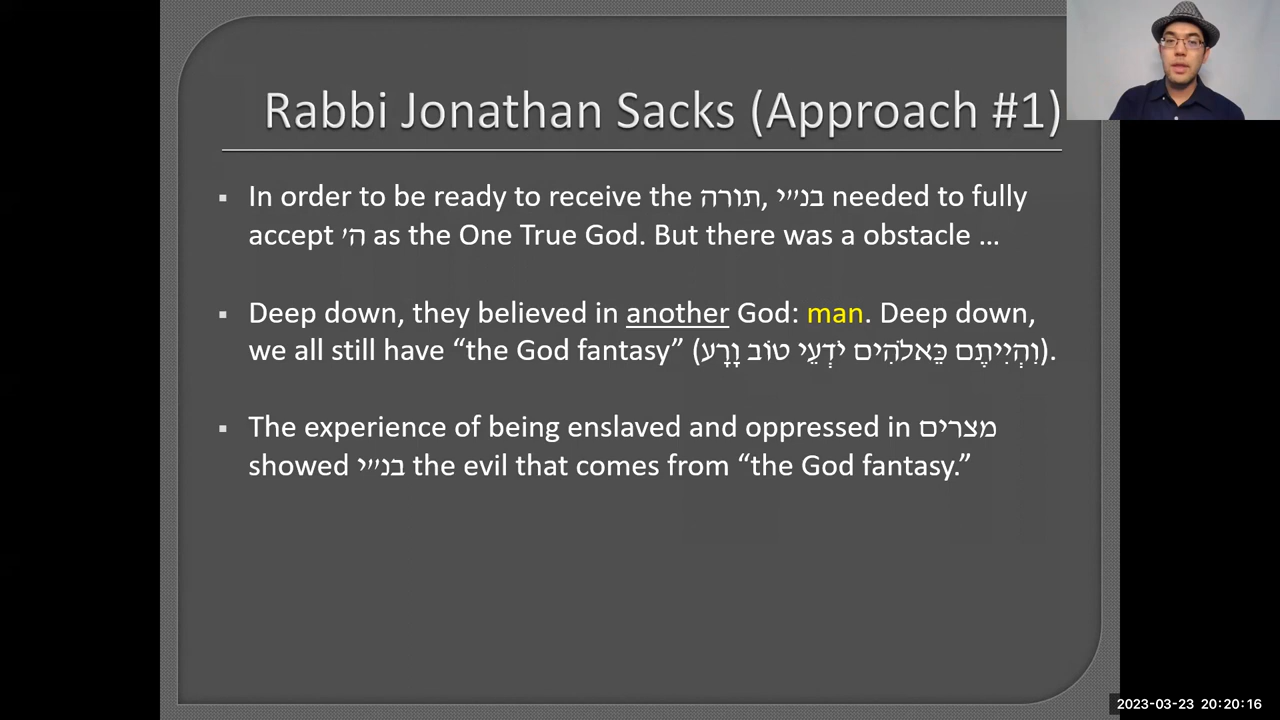 Rabbi Jonathan Sacks (Approach #1)
▪ In order to be ready to receive the תורה, בנ״י needed to fully
accept ה׳ as the One True God. But there was a obstacle ...
▪ Deep down, they believed in another God: man. Deep down,
we all still have “the God fantasy” (וִהְיִיתֶם כֵּאלֹהִים יֹדְעֵי טוֹב וָרָע).
▪ The experience of being enslaved and oppressed in מצרים
showed בנ״י the evil that comes from “the God fantasy.”
2023-03-23 20:20:16